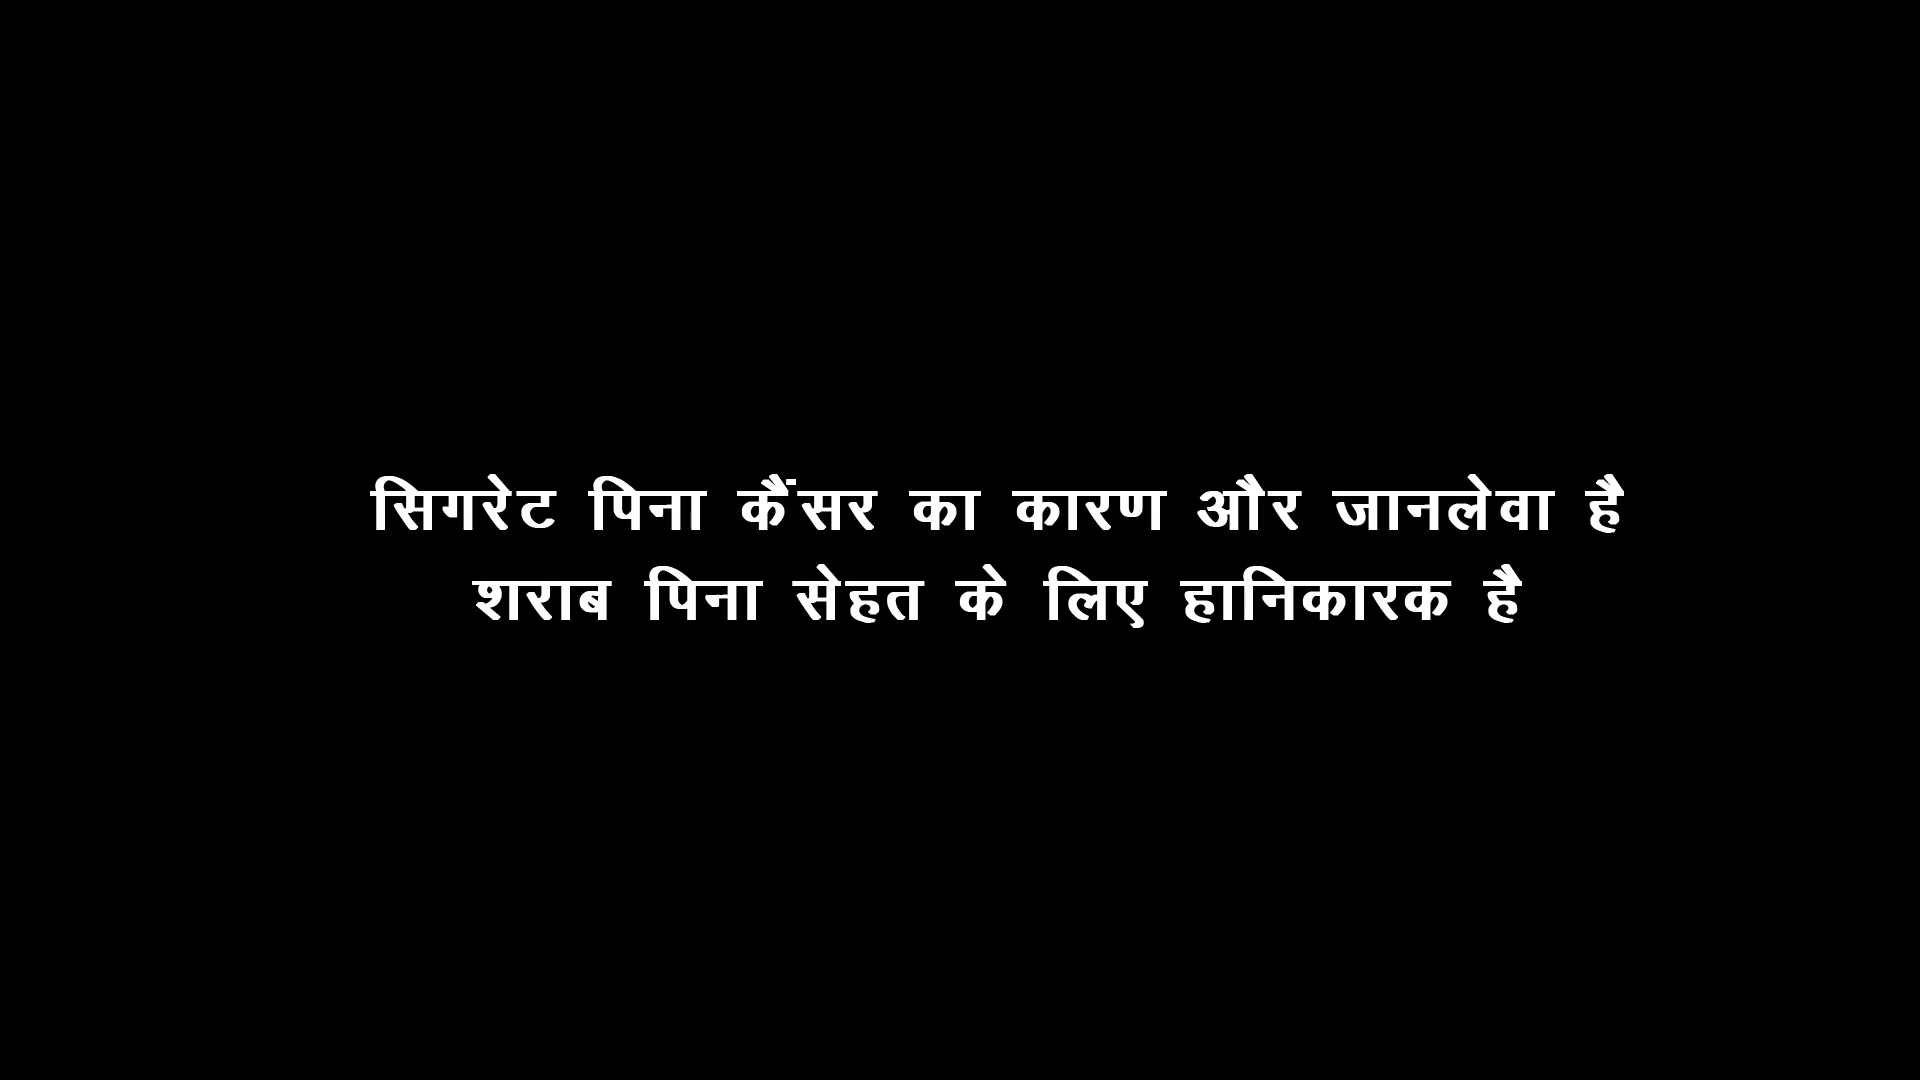 सिगरेट पिना कैंसर का कारण और जानलेवा है
शराब पिना सेहत के लिए हानिकारक है